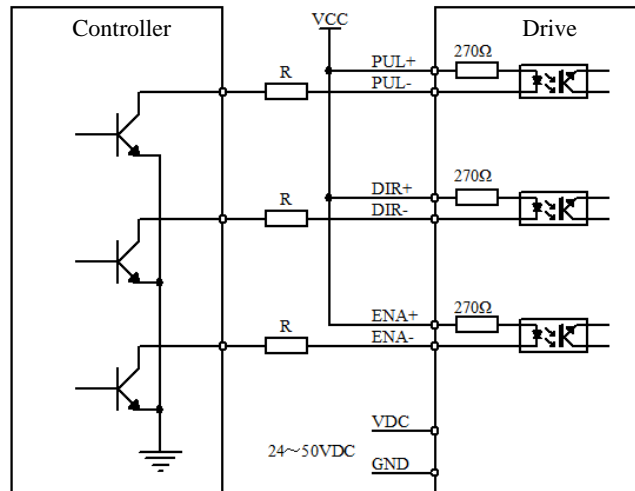 Controller
VCC
Drive
PUL+
270Ω
R
PUL-
DIR+
270Ω
R
DIR-
ENA+
270Ω
R
ENA-
VDC
24～50VDC
GND